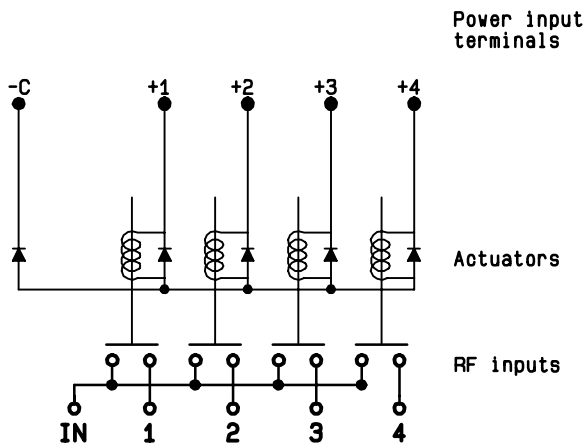 Power input
terminals
-C +1 +2 +3 +4
Actuators
RF inputs
IN 1 2 3 4